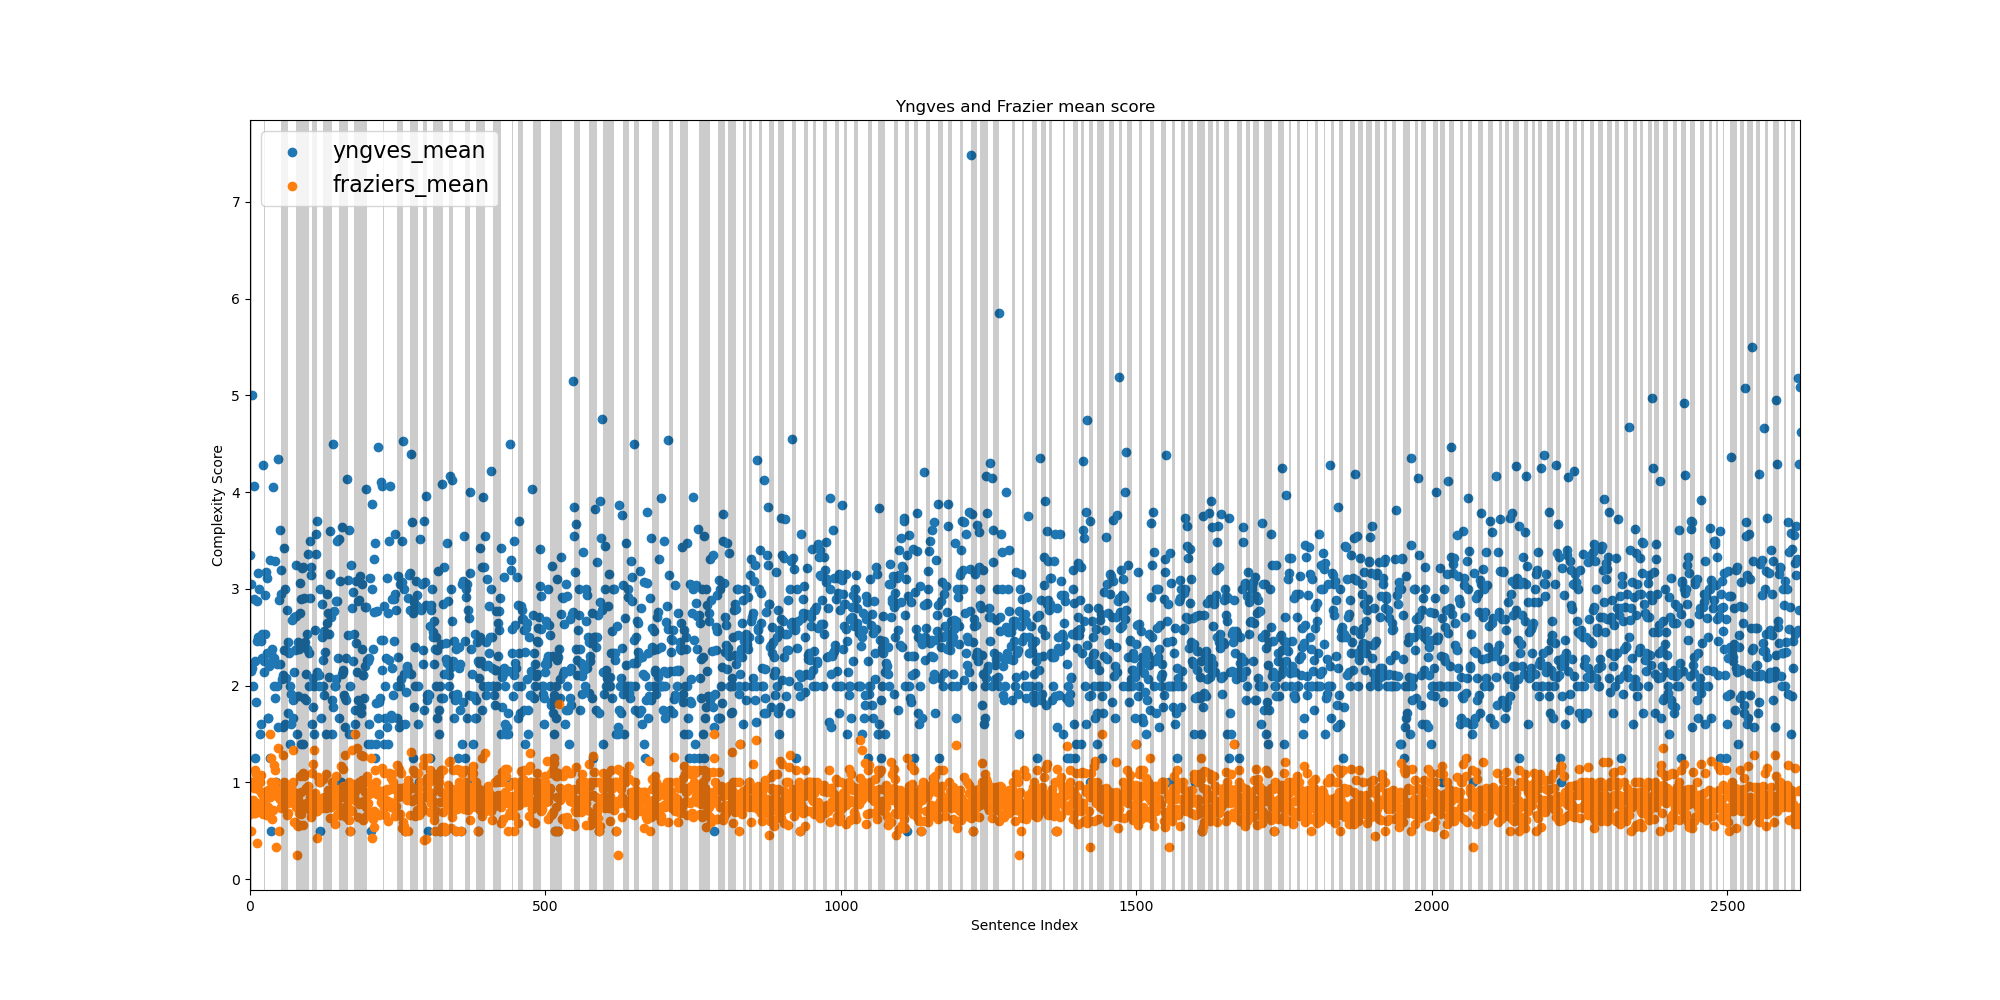 Yngves and Frazier mean score
yngves_mean
fraziers_mean
Complexity Score
7
6
5
4
3
2
1
0
0 500 1000 1500 2000 2500
Sentence Index